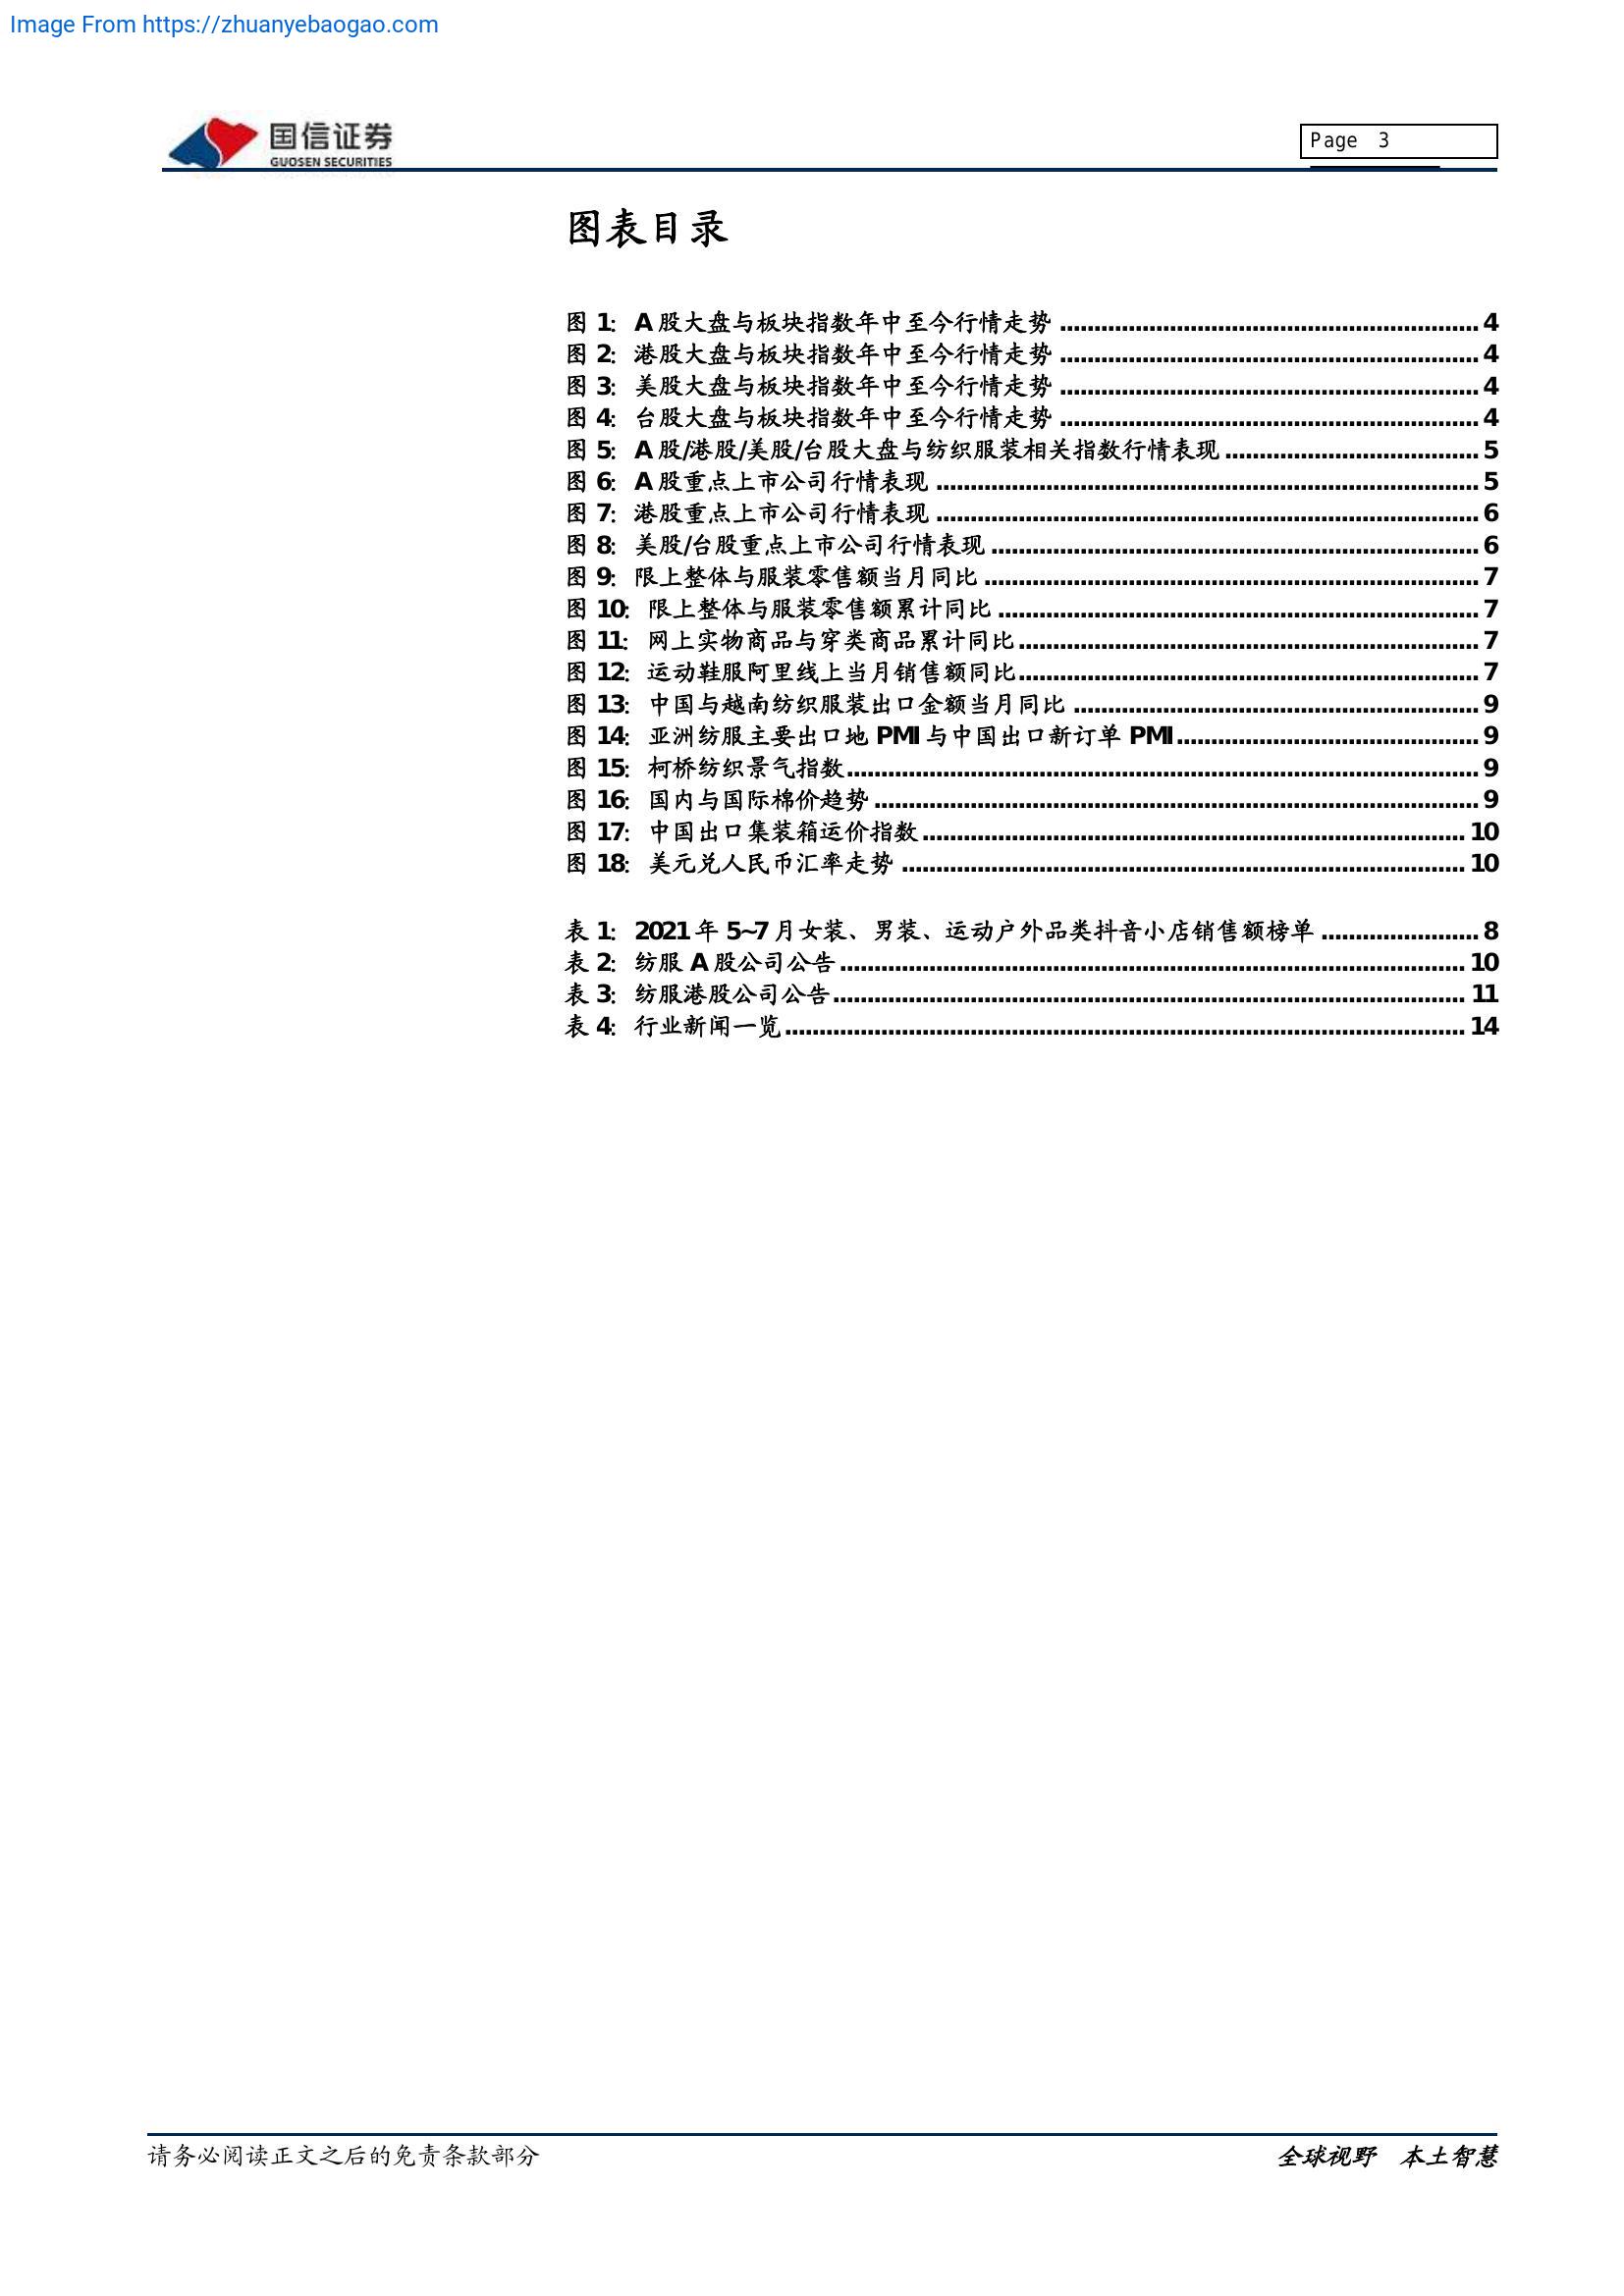 Image From https://zhuanyebaogao.com
国信证券
GUOSEN SECURITIES
Page 3
图表目录
图 1: A 股大盘与板块指数年中至今行情走势 4
图 2: 港股大盘与板块指数年中至今行情走势 4
图 3: 美股大盘与板块指数年中至今行情走势 4
图 4: 台股大盘与板块指数年中至今行情走势 4
图 5: A 股/港股/美股/台股大盘与纺织服装相关指数行情表现 5
图 6: A 股重点上市公司行情表现 5
图 7: 港股重点上市公司行情表现 6
图 8: 美股/台股重点上市公司行情表现 6
图 9: 限上整体与服装零售额当月同比 7
图 10: 限上整体与服装零售额累计同比 7
图 11: 网上实物商品与穿类商品累计同比 7
图 12: 运动鞋服阿里线上当月销售额同比 7
图 13: 中国与越南纺织服装出口金额当月同比 9
图 14: 亚洲纺服主要出口地 PMI 与中国出口新订单 PMI 9
图 15: 柯桥纺织景气指数 9
图 16: 国内与国际棉价趋势 9
图 17: 中国出口集装箱运价指数 10
图 18: 美元兑人民币汇率走势 10
表 1: 2021 年 5~7 月女装、男装、运动户外品类抖音小店销售额榜单 8
表 2: 纺服 A 股公司公告 10
表 3: 纺服港股公司公告 11
表 4: 行业新闻一览 14
请务必阅读正文之后的免责条款部分
全球视野 本土智慧